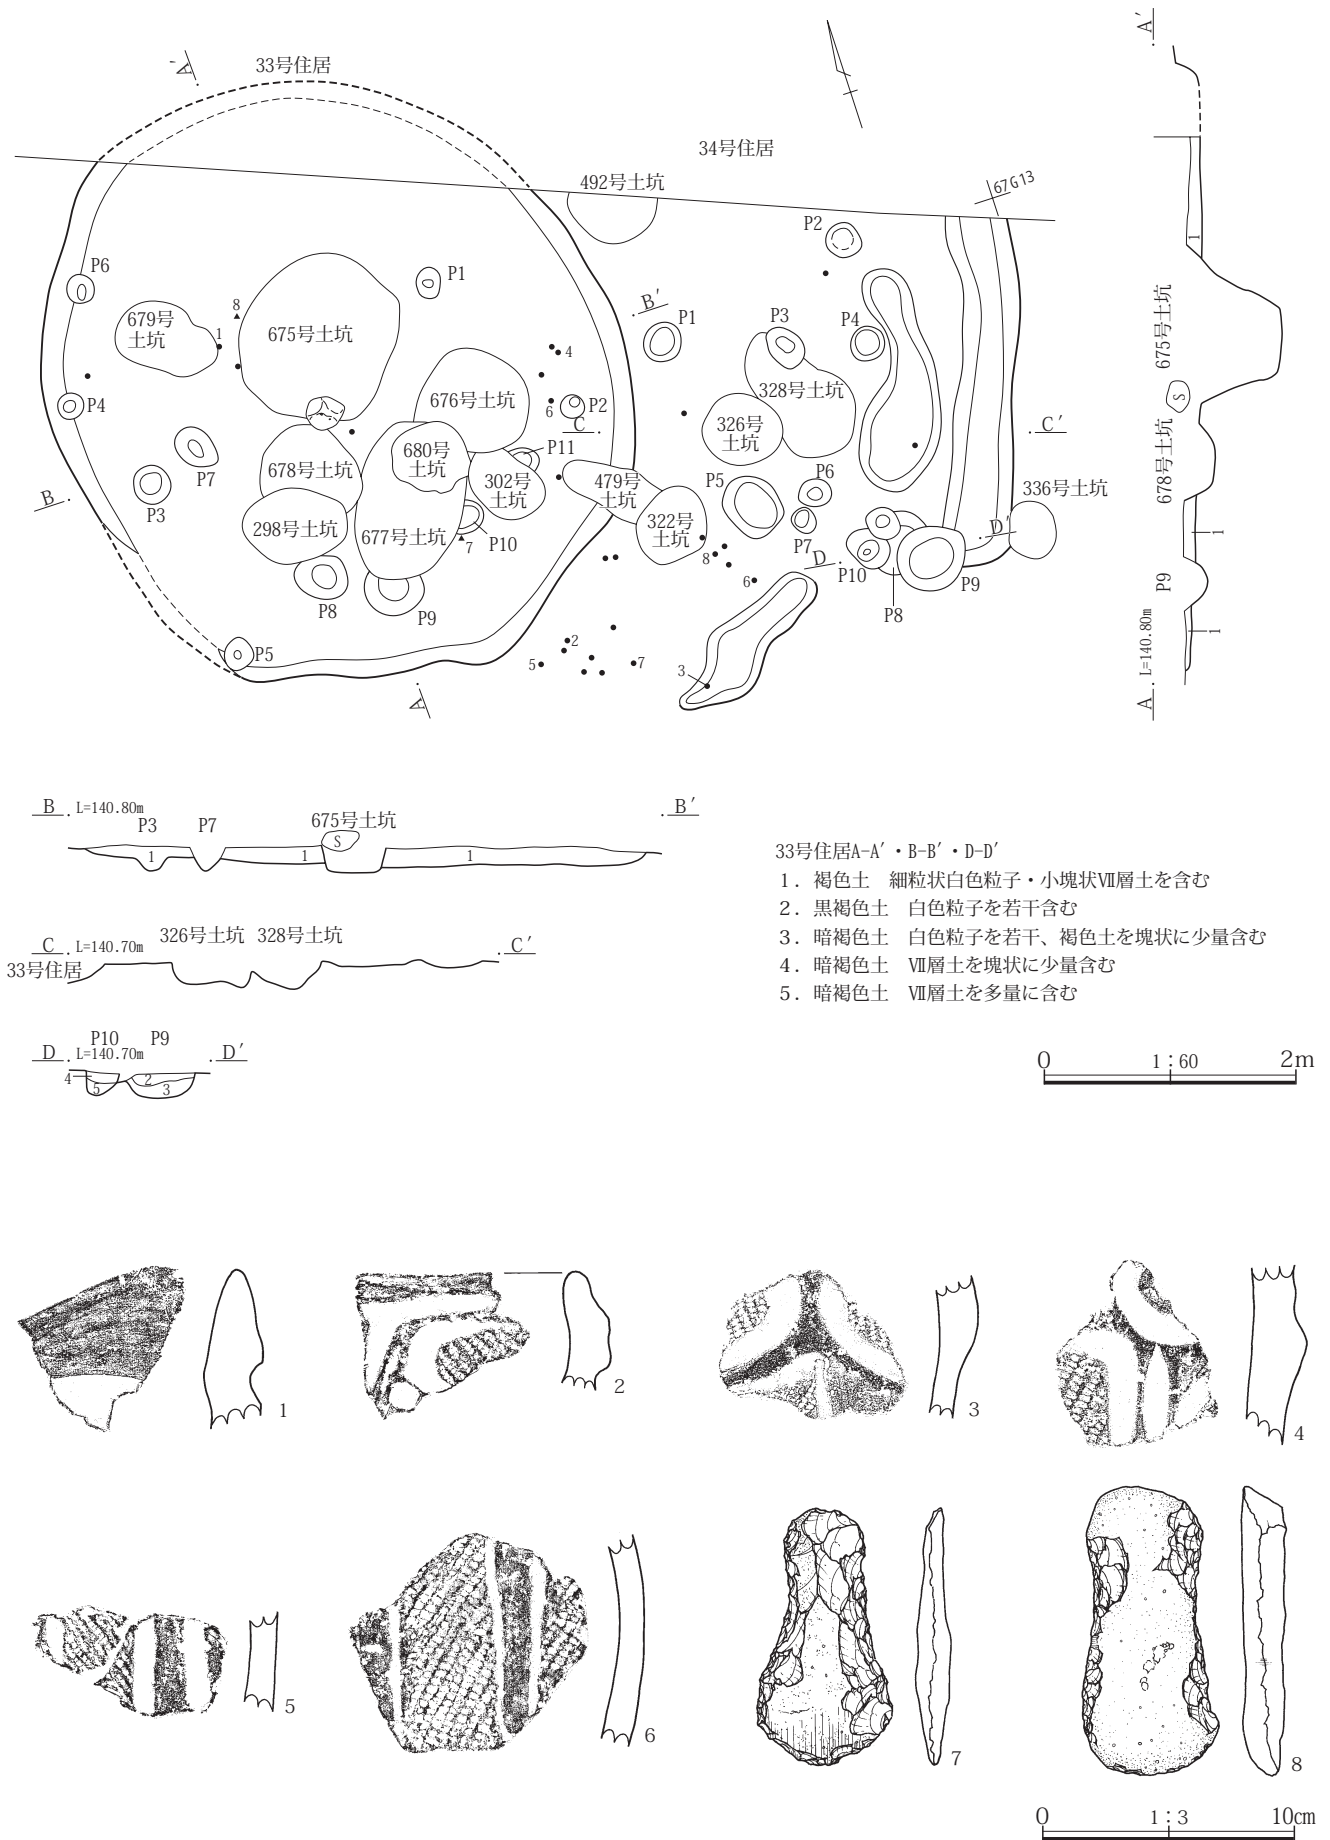 A′
33号住居
34号住居
A′
67G13
492号土坑
P2
P6
P1
8
679号
土坑
1
675号土坑
B′
P1
P3
P4
4
328号土坑
676号土坑
6
P2
P4
C
C′
326号
土坑
680号
土坑
P11
678号土坑
P7
302号
土坑
479号
土坑
P5
P6
B
P3
298号土坑
677号土坑
322号
土坑
336号土坑
7
P10
P7
D′
8
D
P10
P9
6
P8
P8
P9
P5
2
5
7
3
A
1
675号土坑
S
678号土坑
1
P9
1
L=140.80m
A
B
L=140.80m
P3
P7
675号土坑
S
1
1
1
B′
C
L=140.70m
326号土坑
328号土坑
C′
33号住居
P10
P9
D
L=140.70m
D′
4
5
2
3
33号住居A-A′・B-B′・D-D′
1．褐色土　細粒状白色粒子・小塊状Ⅶ層土を含む
2．黒褐色土　白色粒子を若干含む
3．暗褐色土　白色粒子を若干、褐色土を塊状に少量含む
4．暗褐色土　Ⅶ層土を塊状に少量含む
5．暗褐色土　Ⅶ層土を多量に含む
0
1：60
2m
1
2
3
4
5
6
7
8
0
1：3
10cm